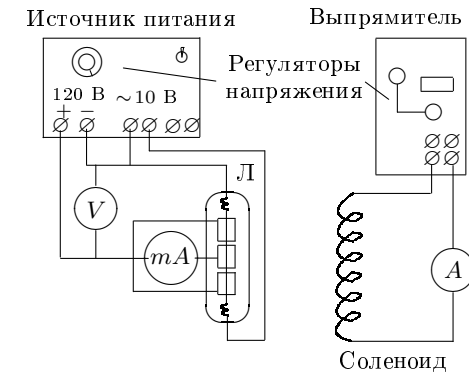 Источник питания
Выпрямитель
Регуляторы
напряжения
120 В ~10 В
+ −
Л
V
mA
A
Соленоид